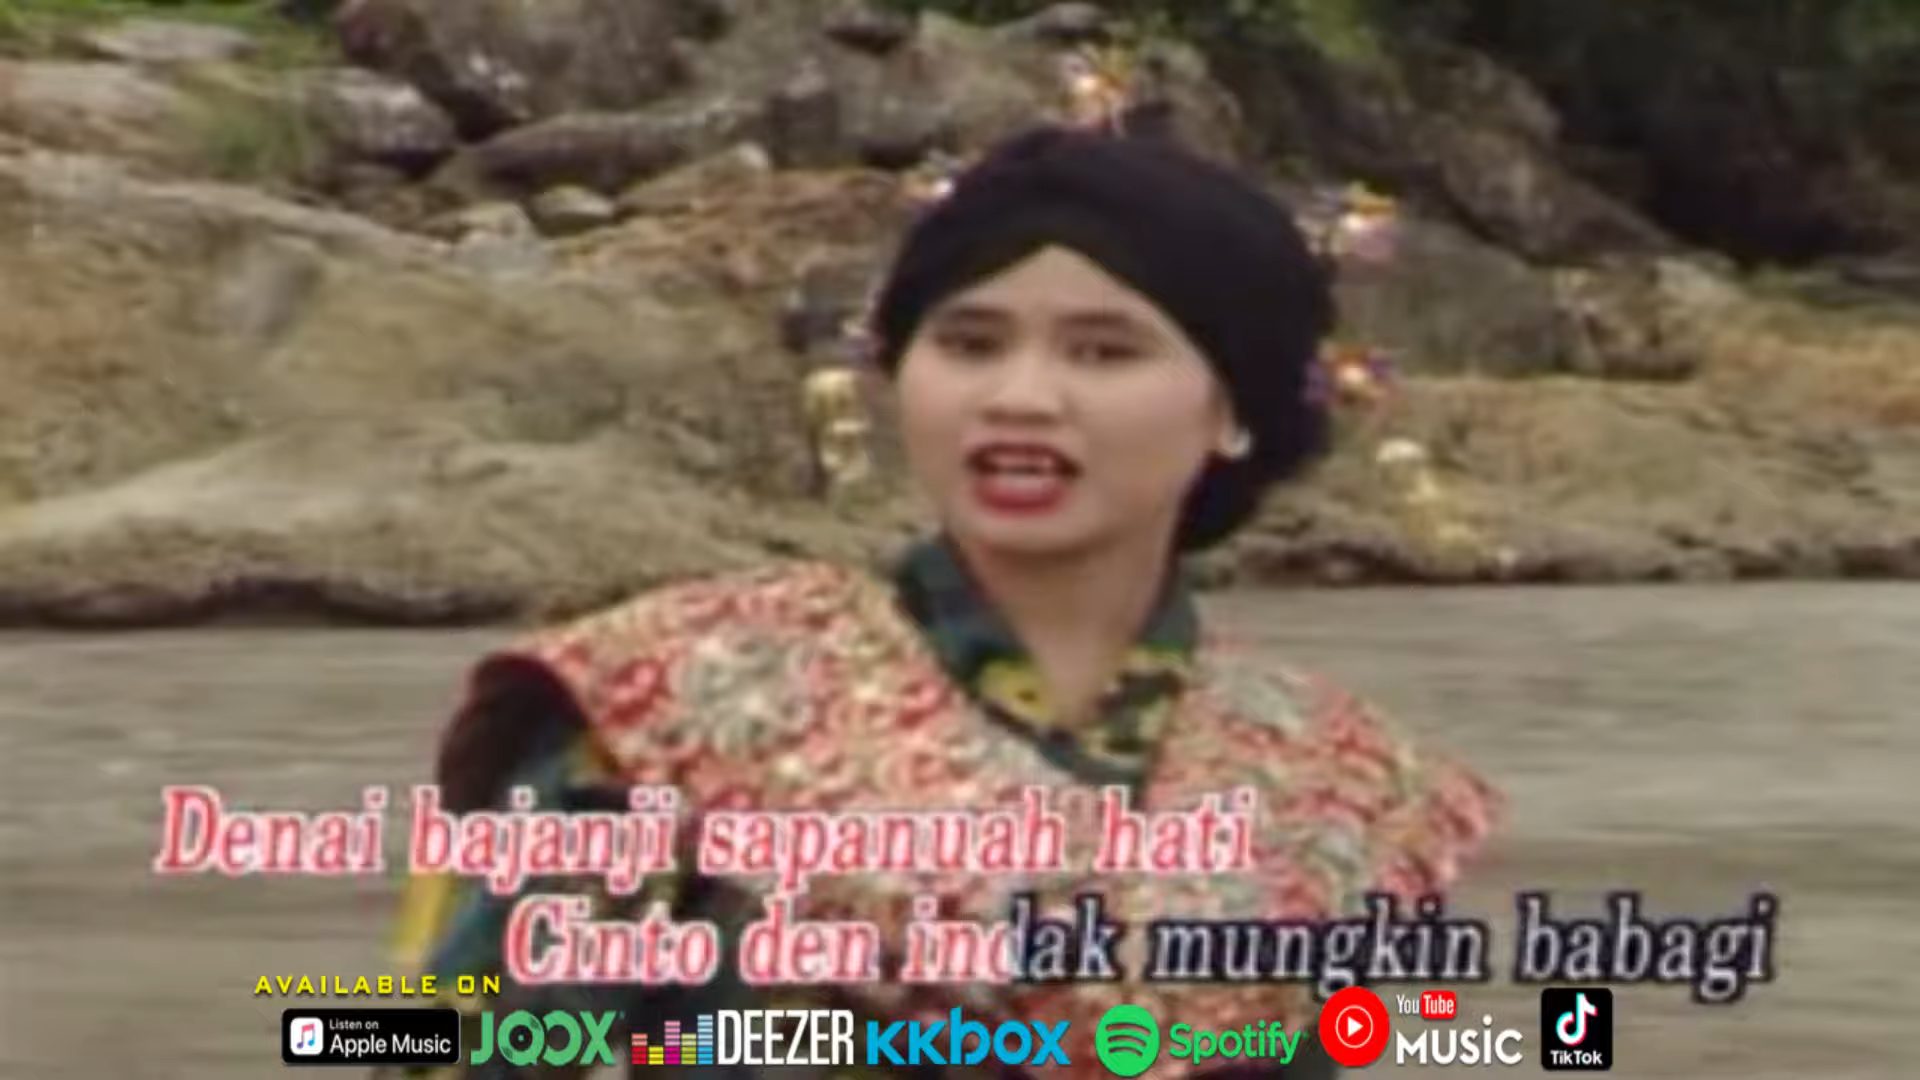 Denai bajanji sapanuah hati
Cinto den indak mungkin babagi
AVAILABLE ON
Listen on
Apple Music
JOOX
DEEZER
KKBOX
Spotify
YouTube
MUSIC
TikTok